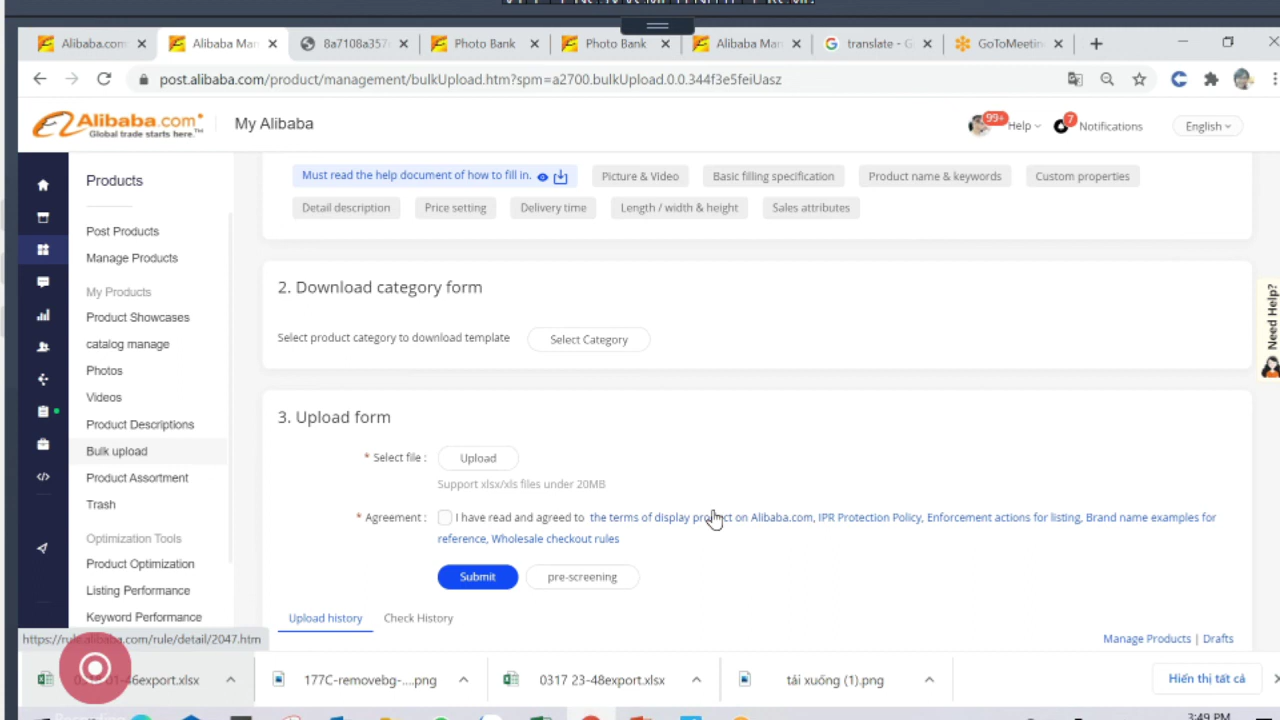 Alibaba.com
Alibaba Man
8a7108a357
Photo Bank
Photo Bank
Alibaba Man
translate - G
GoToMeetin
post.alibaba.com/product/management/bulkUpload.htm?spm=a2700.bulkUpload.0.0.344f3e5feiUasz
Alibaba.com
Global trade starts here.™
My Alibaba
99+
Help
7
Notifications
English
Products
Post Products
Manage Products
My Products
Product Showcases
catalog manage
Photos
Videos
Product Descriptions
Bulk upload
Product Assortment
Trash
Optimization Tools
Product Optimization
Listing Performance
Keyword Performance
Must read the help document of how to fill in.
Picture & Video
Basic filling specification
Product name & keywords
Custom properties
Detail description
Price setting
Delivery time
Length / width & height
Sales attributes
2. Download category form
Select product category to download template
Select Category
3. Upload form
* Select file :
Upload
Support xlsx/xls files under 20MB
* Agreement :
I have read and agreed to the terms of display product on Alibaba.com, IPR Protection Policy, Enforcement actions for listing, Brand name examples for
reference, Wholesale checkout rules
Submit
pre-screening
Upload history
Check History
Manage Products | Drafts
Need Help?
https://rule.alibaba.com/rule/detail/2047.htm
46export.xlsx
177C-removebg-....png
0317 23-48export.xlsx
tải xuống (1).png
Hiển thị tất cả
3:49 PM